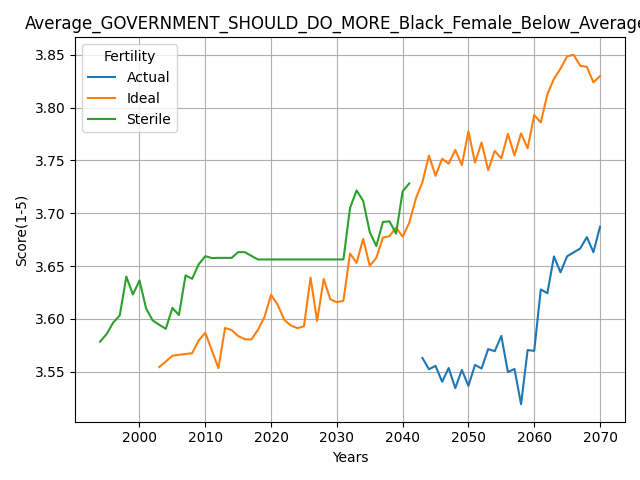 Average_GOVERNMENT_SHOULD_DO_MORE_Black_Female_Below_Average
Fertility
Actual
Ideal
Sterile
Score(1-5)
3.85
3.80
3.75
3.70
3.65
3.60
3.55
2000 2010 2020 2030 2040 2050 2060 2070
Years